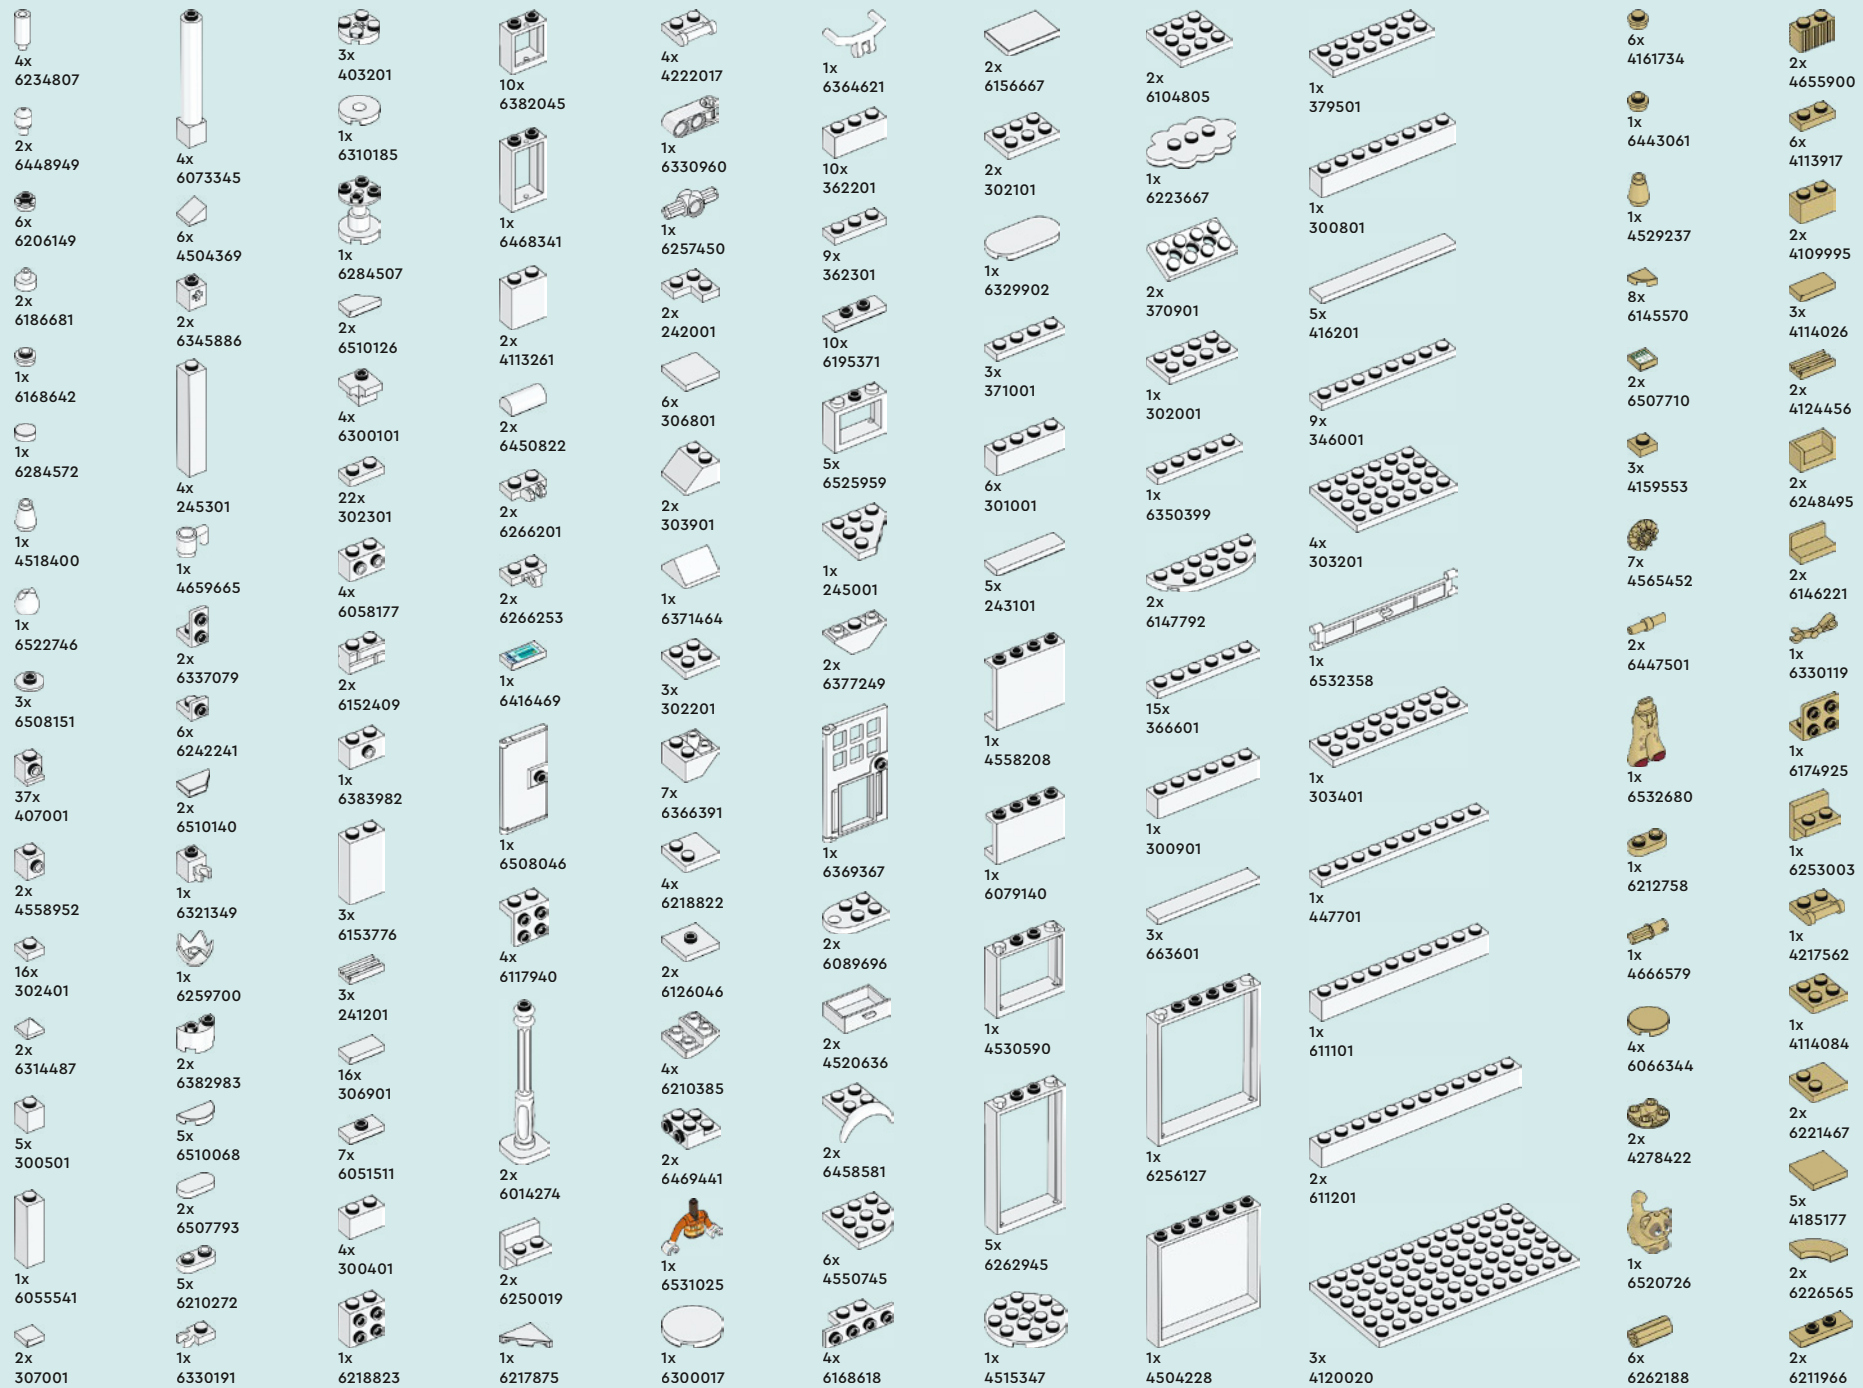 4x
6234807
2x
6448949
6x
6206149
2x
6186681
1x
6168642
1x
6284572
1x
4518400
1x
6522746
3x
6508151
37x
407001
2x
4558952
16x
302401
2x
6314487
5x
300501
1x
6055541
2x
307001
4x
6073345
6x
4504369
2x
6345886
4x
245301
1x
4659665
2x
6337079
6x
6242241
2x
6510140
1x
6321349
1x
6259700
2x
6382983
5x
6510068
2x
6507793
5x
6210272
1x
6330191
3x
403201
1x
6310185
1x
6284507
2x
6510126
4x
6300101
22x
302301
4x
6058177
2x
6152409
1x
6383982
3x
6153776
3x
241201
16x
306901
7x
6051511
4x
300401
1x
6218823
10x
6382045
1x
6468341
2x
4113261
2x
6450822
2x
6266201
2x
6266253
1x
6416469
1x
6508046
4x
6117940
2x
6014274
2x
6250019
1x
6217875
4x
4222017
1x
6330960
1x
6257450
2x
242001
6x
306801
2x
303901
1x
6371464
3x
302201
7x
6366391
4x
6218822
2x
6126046
4x
6210385
2x
6469441
1x
6531025
1x
6300017
1x
6364621
10x
362201
9x
362301
10x
6195371
5x
6525959
1x
245001
2x
6377249
1x
6369367
2x
6089696
2x
4520636
2x
6458581
6x
4550745
4x
6168618
2x
6156667
2x
302101
1x
6329902
3x
371001
6x
301001
5x
243101
1x
4558208
1x
6079140
1x
4530590
5x
6262945
1x
4515347
2x
6104805
1x
6223667
2x
370901
1x
302001
1x
6350399
2x
6147792
15x
366601
1x
300901
3x
663601
1x
6256127
1x
4504228
1x
379501
1x
300801
5x
416201
9x
346001
4x
303201
1x
6532358
1x
303401
1x
447701
1x
611101
2x
611201
3x
4120020
6x
4161734
1x
6443061
1x
4529237
8x
6145570
2x
6507710
3x
4159553
7x
4565452
2x
6447501
1x
6532680
1x
6212758
1x
4666579
4x
6066344
2x
4278422
1x
6520726
6x
6262188
2x
4655900
6x
4113917
2x
4109995
3x
4114026
2x
4124456
2x
6248495
2x
6146221
1x
6330119
1x
6174925
1x
6253003
1x
4217562
1x
4114084
2x
6221467
5x
4185177
2x
6226565
2x
6211966